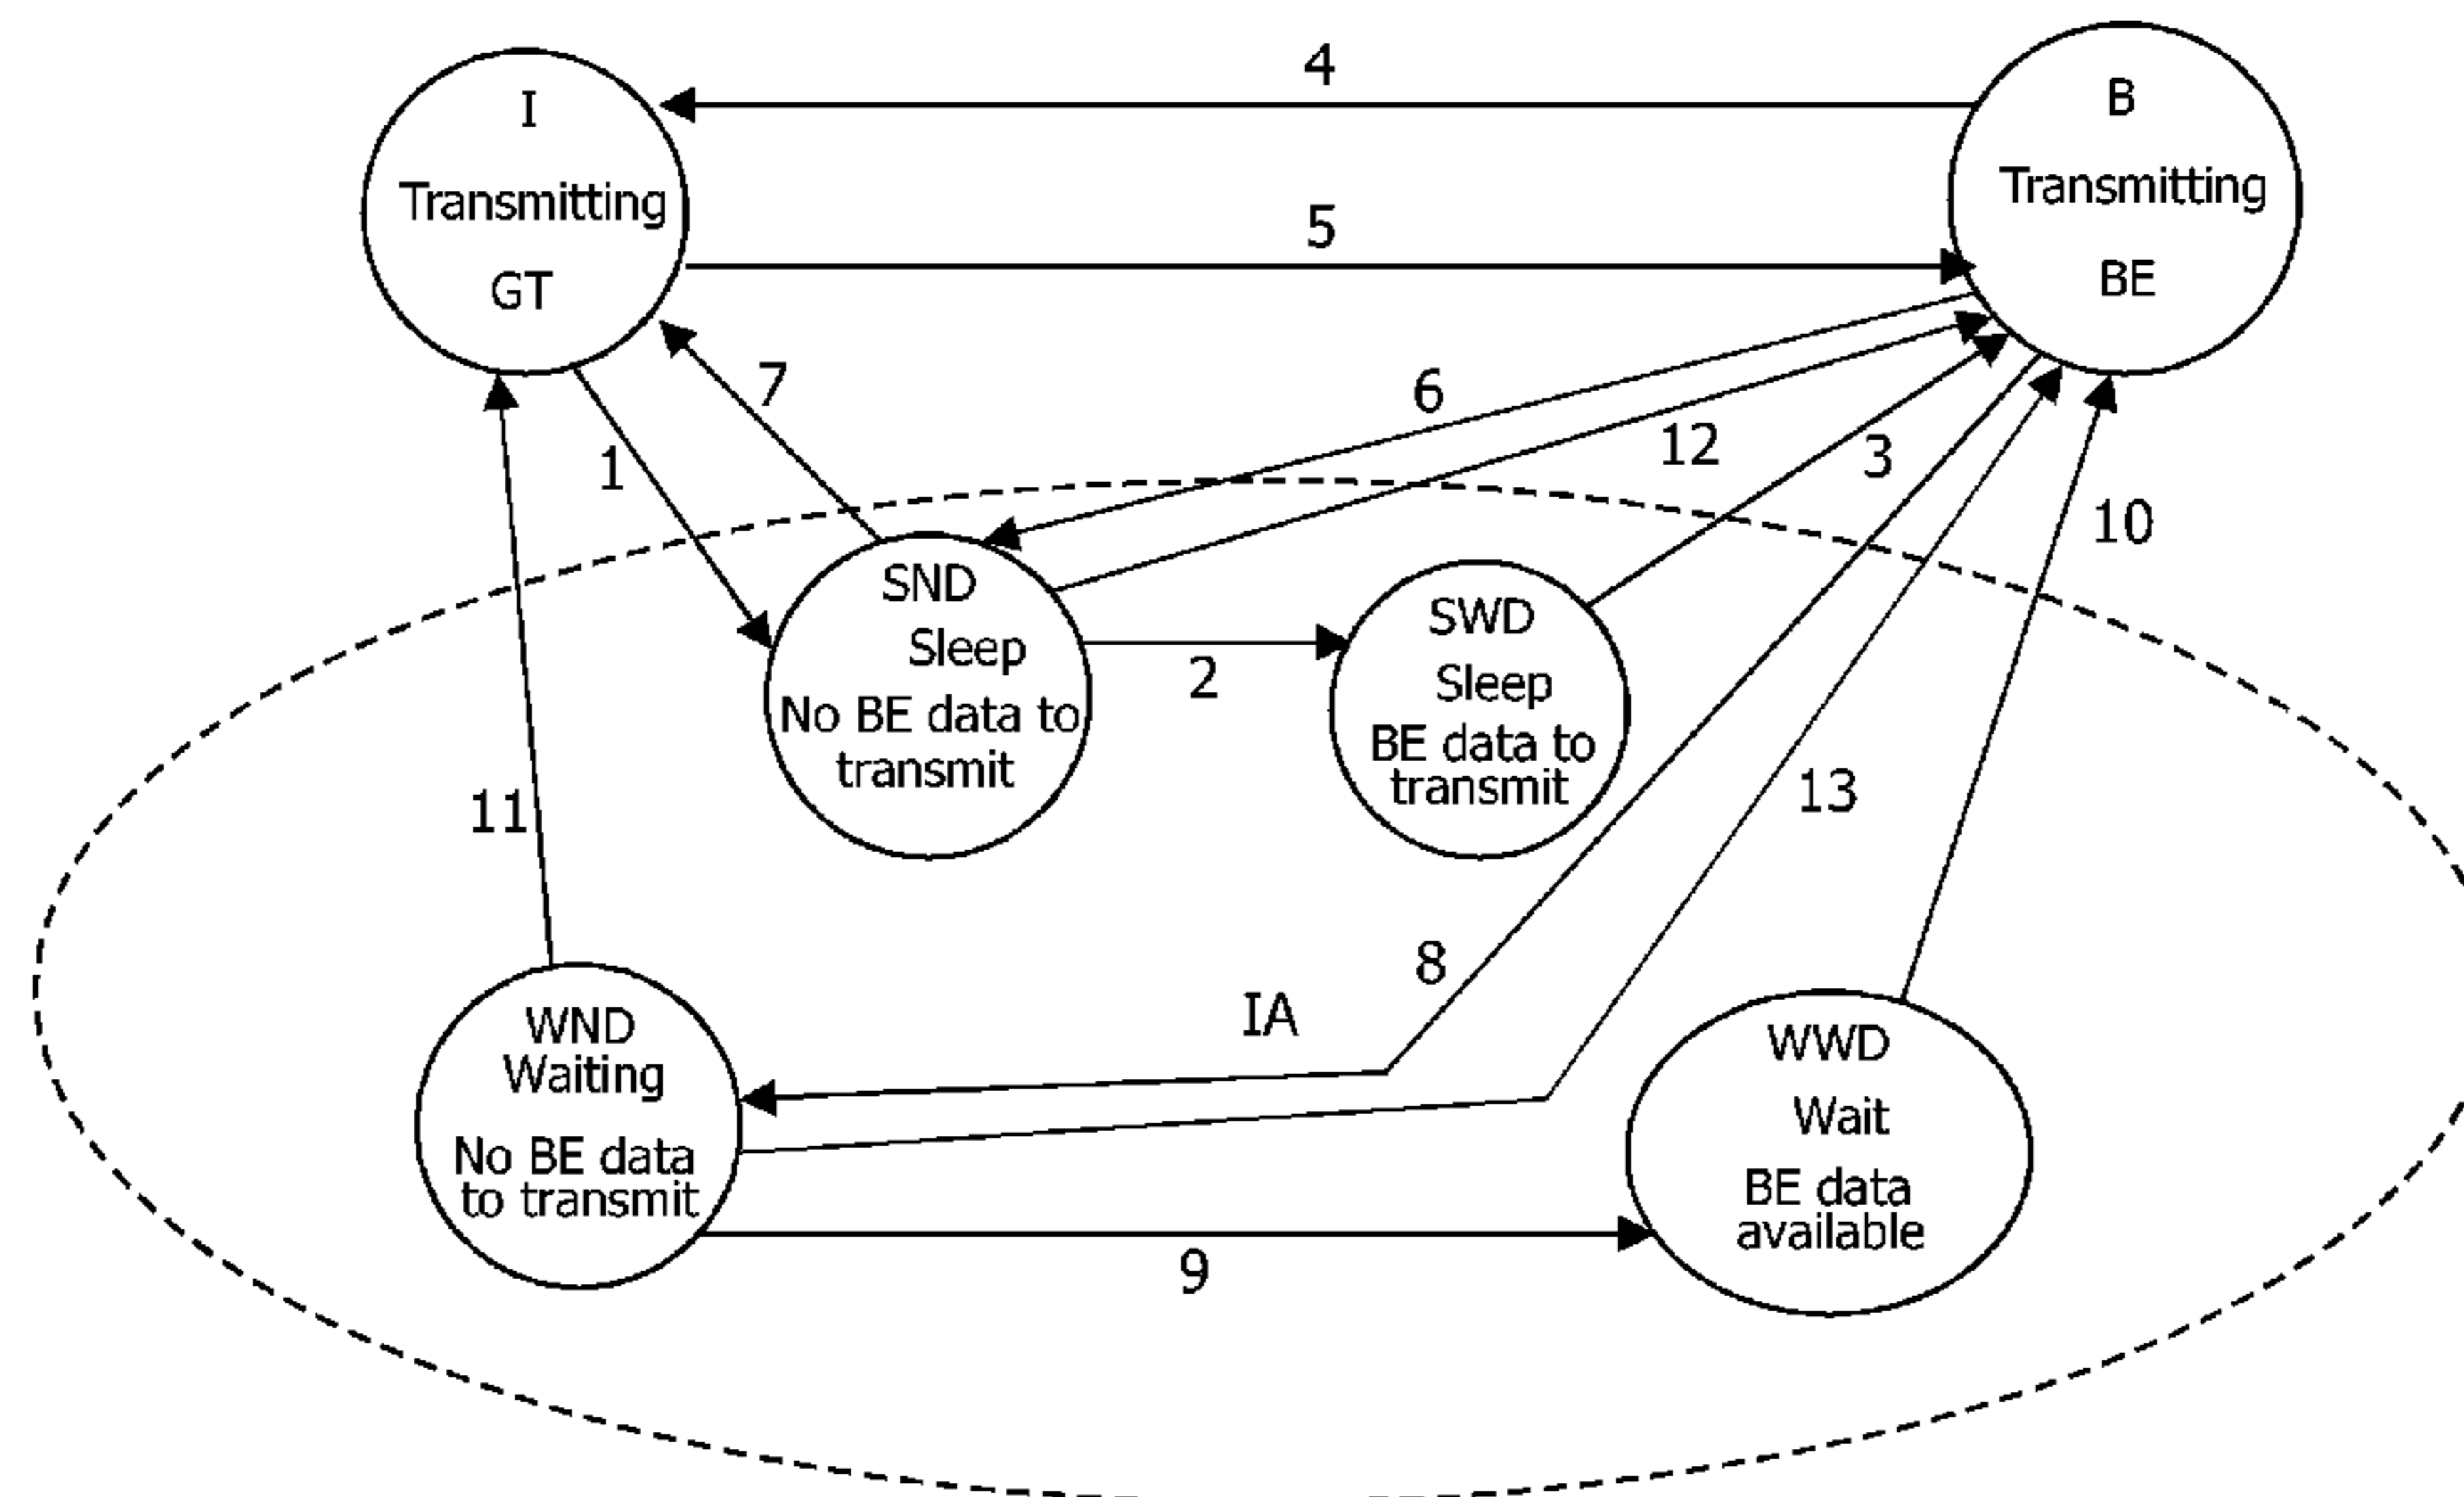 4
I
Transmitting
GT
B
Transmitting
BE
5
7
6
1
12
3
10
SND
Sleep
No BE data to
transmit
2
SWD
Sleep
BE data to
transmit
11
13
8
IA
WND
Waiting
No BE data
to transmit
WWD
Wait
BE data
available
9